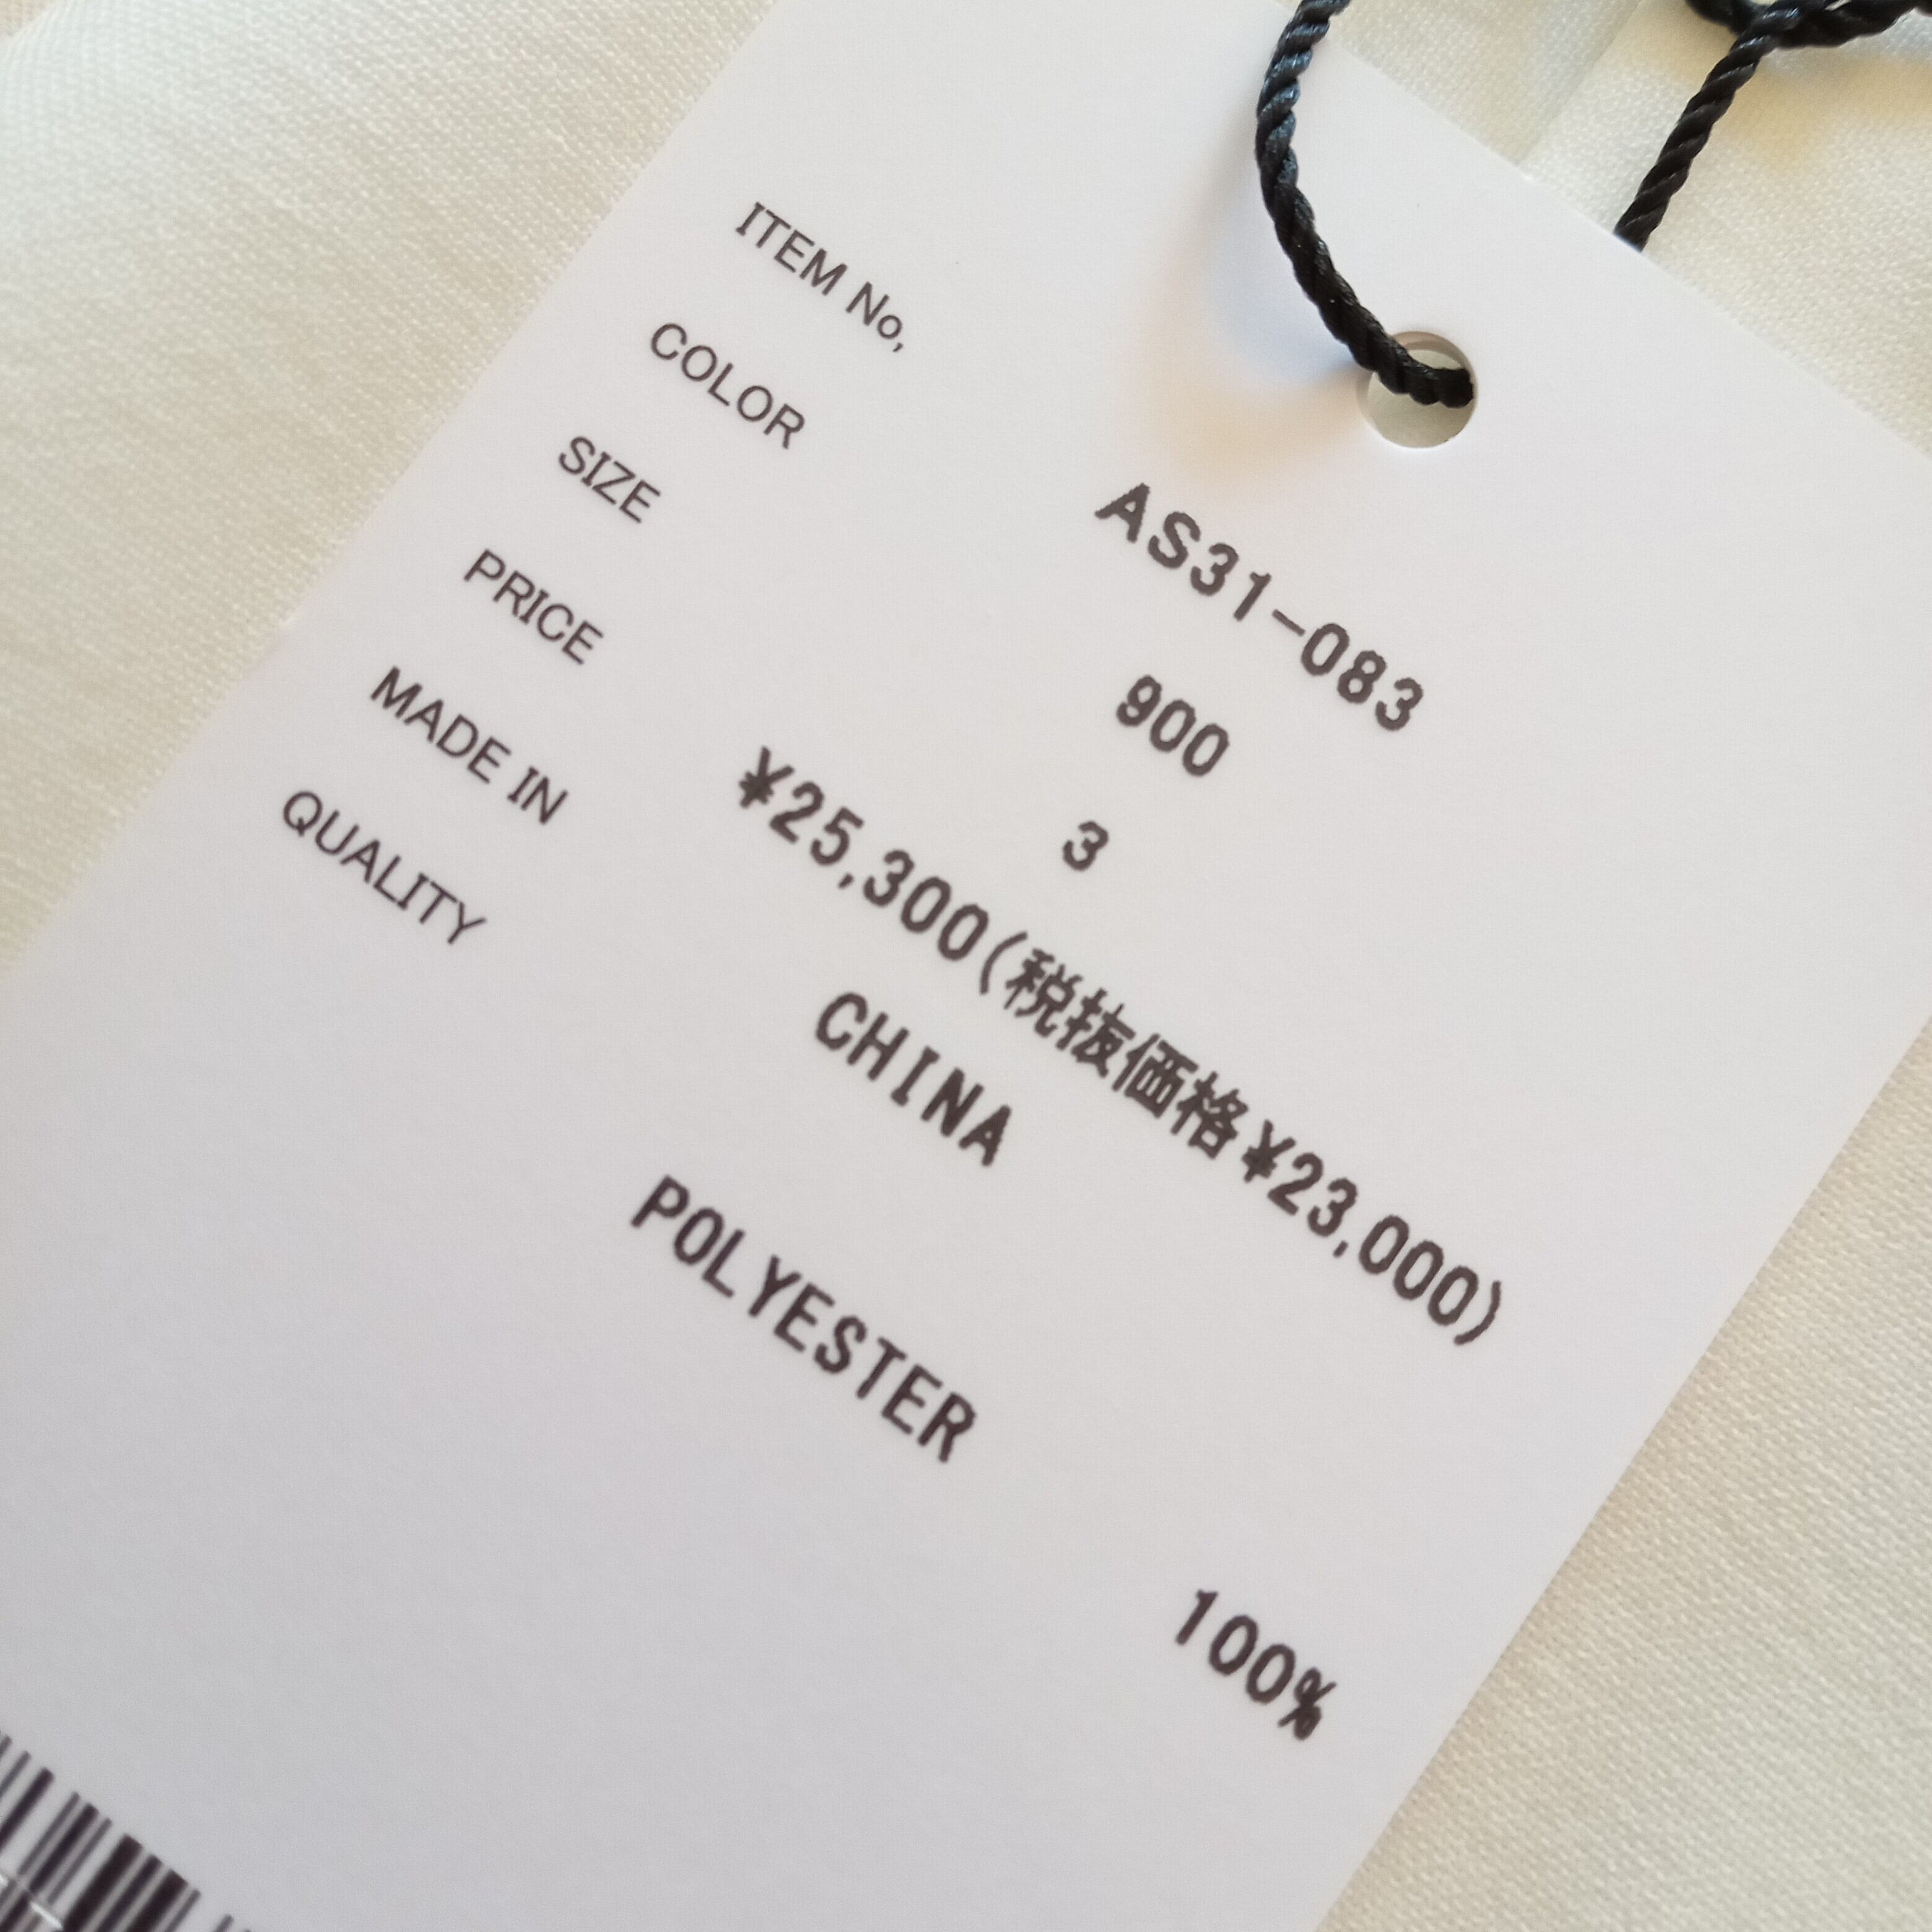 ITEM No, AS31-083
COLOR 900
SIZE 3
PRICE ¥25,300(税抜価格¥23,000)
MADE IN CHINA
QUALITY POLYESTER 100%